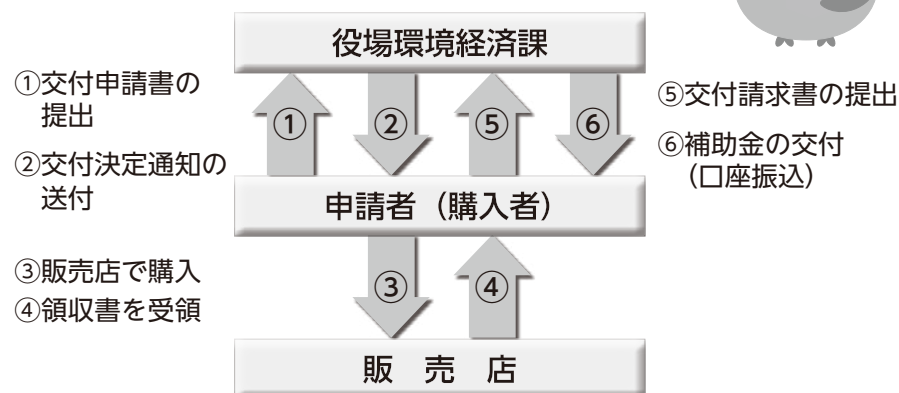 役場環境経済課
①交付申請書の
提出
②交付決定通知の
送付
①
②
⑤
⑥
⑤交付請求書の提出
⑥補助金の交付
（口座振込）
申請者（購入者）
③販売店で購入
④領収書を受領
③
④
販　売　店